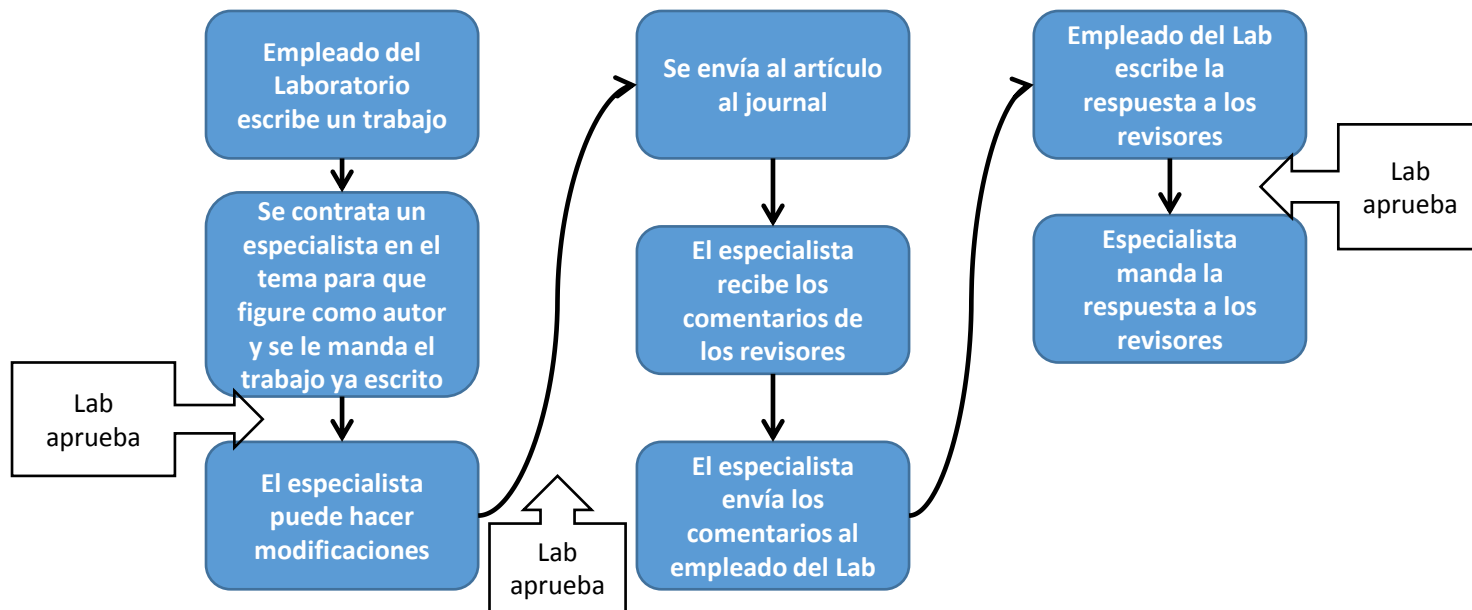 Empleado del
Laboratorio
escribe un trabajo
Se contrata un
especialista en el
tema para que
figure como autor
y se le manda el
trabajo ya escrito
Lab
aprueba
El especialista
puede hacer
modificaciones
Lab
aprueba
Se envía al artículo
al journal
El especialista
recibe los
comentarios de
los revisores
El especialista
envía los
comentarios al
empleado del Lab
Empleado del Lab
escribe la
respuesta a los
revisores
Lab
aprueba
Especialista
manda la
respuesta a los
revisores